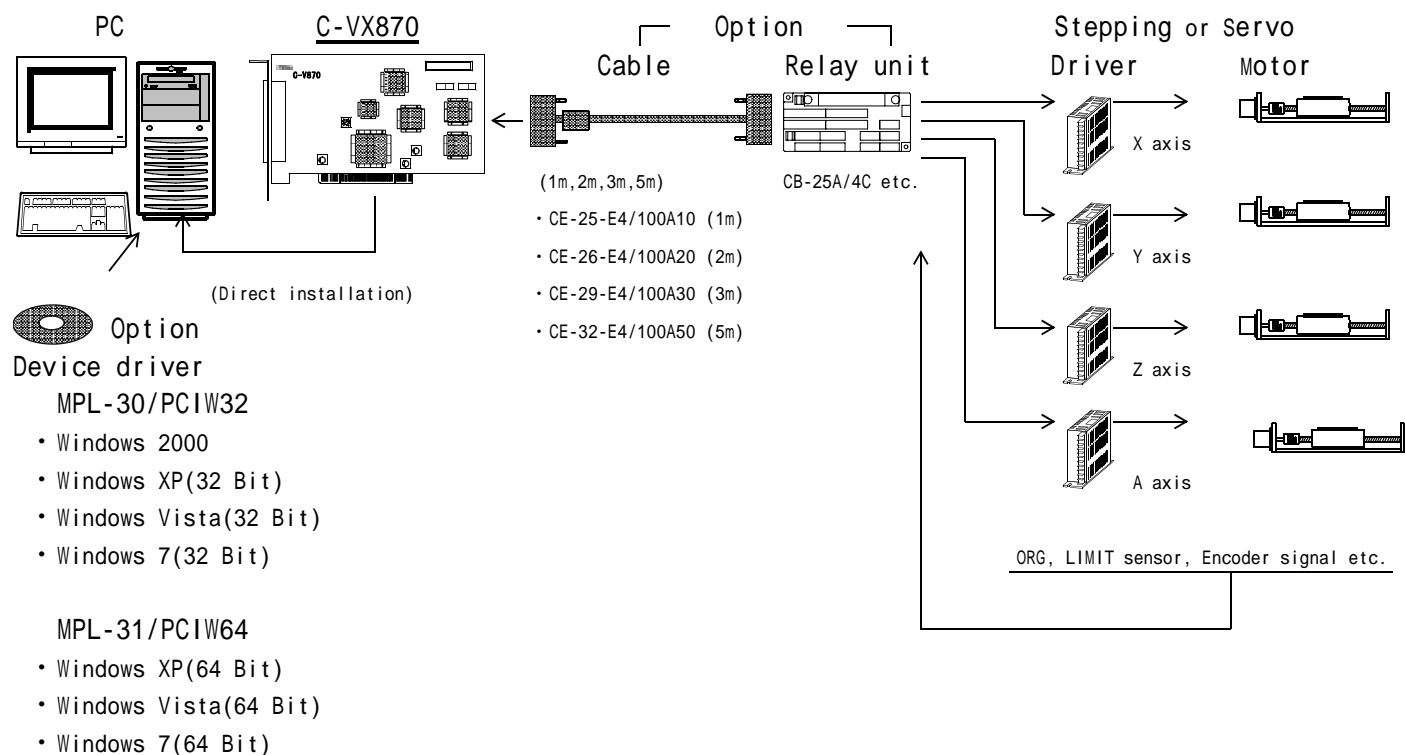 PC
C-VX870
Option
Stepping or Servo
Cable
Relay unit
Driver
Motor
C-V870
X axis
(1m,2m,3m,5m)
CB-25A/4C etc.
・CE-25-E4/100A10 (1m)
・CE-26-E4/100A20 (2m)
Y axis
(Direct installation)
・CE-29-E4/100A30 (3m)
・CE-32-E4/100A50 (5m)
Option
Z axis
Device driver
MPL-30/PCIW32
・Windows 2000
・Windows XP(32 Bit)
A axis
・Windows Vista(32 Bit)
・Windows 7(32 Bit)
ORG, LIMIT sensor, Encoder signal etc.
MPL-31/PCIW64
・Windows XP(64 Bit)
・Windows Vista(64 Bit)
・Windows 7(64 Bit)